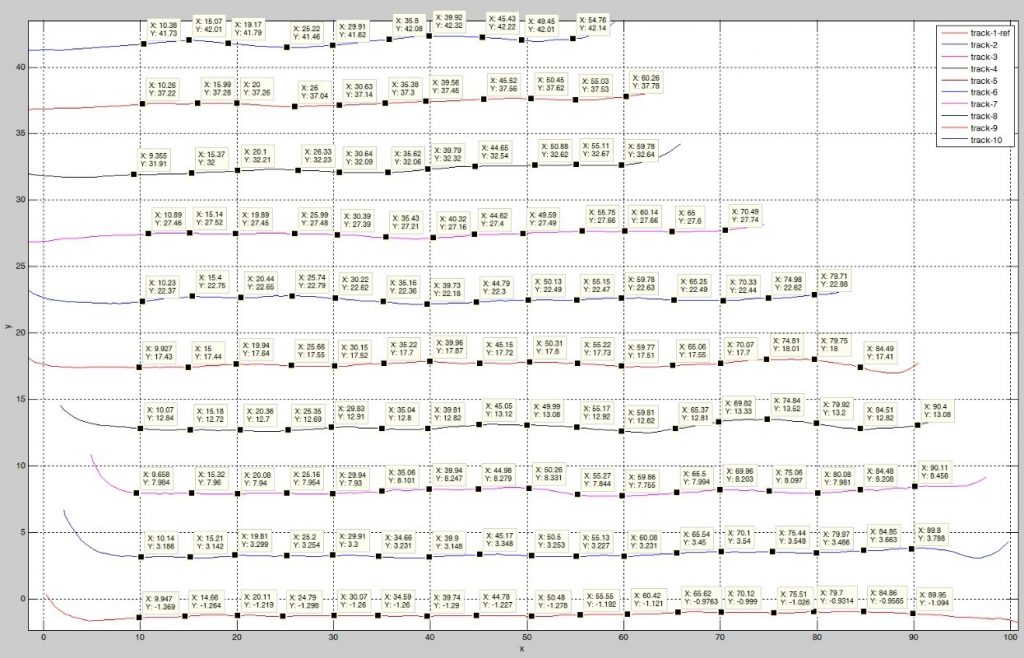 X: 10.38 X: 15.07 X: 19.17 X: 25.22 X: 29.91 X: 35.8 X: 39.92 X: 45.43 X: 49.45 X: 54.76
Y: 41.73 Y: 42.01 Y: 41.79 Y: 41.46 Y: 41.62 Y: 42.08 Y: 42.32 Y: 42.22 Y: 42.01 Y: 42.14
track-1-ref
track-2
track-3
track-4
track-5
track-6
track-7
track-8
track-9
track-10
40
X: 10.26 X: 15.99 X: 20 X: 26 X: 30.63 X: 35.38 X: 39.56 X: 45.52 X: 50.45 X: 55.03 X: 60.26
Y: 37.22 Y: 37.28 Y: 37.26 Y: 37.04 Y: 37.14 Y: 37.3 Y: 37.46 Y: 37.56 Y: 37.62 Y: 37.53 Y: 37.78
35
X: 9.355 X: 15.37 X: 20.1 X: 26.33 X: 30.64 X: 35.62 X: 39.79 X: 44.65 X: 50.88 X: 55.11 X: 59.78
Y: 31.91 Y: 32 Y: 32.21 Y: 32.23 Y: 32.09 Y: 32.06 Y: 32.32 Y: 32.54 Y: 32.62 Y: 32.67 Y: 32.64
30
X: 10.89 X: 15.14 X: 19.89 X: 25.99 X: 30.39 X: 35.43 X: 40.32 X: 44.62 X: 49.59 X: 55.75 X: 60.14 X: 65 X: 70.49
Y: 27.46 Y: 27.52 Y: 27.45 Y: 27.48 Y: 27.39 Y: 27.21 Y: 27.16 Y: 27.4 Y: 27.49 Y: 27.66 Y: 27.66 Y: 27.6 Y: 27.74
25
X: 10.23 X: 15.4 X: 20.44 X: 25.74 X: 30.22 X: 35.16 X: 39.73 X: 44.79 X: 50.13 X: 55.15 X: 59.78 X: 65.25 X: 70.33 X: 74.98 X: 79.71
Y: 22.37 Y: 22.75 Y: 22.65 Y: 22.79 Y: 22.62 Y: 22.36 Y: 22.18 Y: 22.3 Y: 22.49 Y: 22.47 Y: 22.63 Y: 22.49 Y: 22.44 Y: 22.62 Y: 22.88
20
X: 9.927 X: 15 X: 19.94 X: 25.66 X: 30.15 X: 35.22 X: 39.96 X: 45.15 X: 50.31 X: 55.22 X: 59.77 X: 65.06 X: 70.07 X: 74.81 X: 79.75 X: 84.49
Y: 17.43 Y: 17.44 Y: 17.64 Y: 17.55 Y: 17.52 Y: 17.7 Y: 17.87 Y: 17.72 Y: 17.8 Y: 17.73 Y: 17.51 Y: 17.55 Y: 17.7 Y: 18.01 Y: 18 Y: 17.41
15
X: 10.07 X: 15.18 X: 20.36 X: 25.35 X: 29.83 X: 35.04 X: 39.81 X: 45.05 X: 49.99 X: 55.17 X: 59.81 X: 65.37 X: 69.82 X: 74.84 X: 79.92 X: 84.51 X: 90.4
Y: 12.84 Y: 12.72 Y: 12.7 Y: 12.69 Y: 12.91 Y: 12.8 Y: 12.82 Y: 13.12 Y: 13.08 Y: 12.92 Y: 12.62 Y: 12.81 Y: 13.33 Y: 13.52 Y: 13.2 Y: 12.82 Y: 13.08
10
X: 9.658 X: 15.32 X: 20.08 X: 25.16 X: 29.94 X: 35.06 X: 39.94 X: 44.98 X: 50.26 X: 55.27 X: 59.86 X: 65.5 X: 69.96 X: 75.06 X: 80.08 X: 84.48 X: 90.11
Y: 7.984 Y: 7.96 Y: 7.94 Y: 7.954 Y: 7.93 Y: 8.101 Y: 8.247 Y: 8.279 Y: 8.331 Y: 7.844 Y: 7.755 Y: 7.994 Y: 8.203 Y: 8.097 Y: 7.981 Y: 8.208 Y: 8.456
5
X: 10.14 X: 15.21 X: 19.81 X: 25.2 X: 29.91 X: 34.66 X: 39.9 X: 45.17 X: 50.5 X: 55.13 X: 60.08 X: 65.54 X: 70.1 X: 75.44 X: 79.97 X: 84.85 X: 89.8
Y: 3.186 Y: 3.142 Y: 3.299 Y: 3.254 Y: 3.3 Y: 3.231 Y: 3.148 Y: 3.348 Y: 3.253 Y: 3.227 Y: 3.231 Y: 3.45 Y: 3.54 Y: 3.548 Y: 3.486 Y: 3.663 Y: 3.788
0
X: 9.947 X: 14.66 X: 20.11 X: 24.79 X: 30.07 X: 34.59 X: 39.74 X: 44.78 X: 50.48 X: 55.55 X: 60.42 X: 65.62 X: 70.12 X: 75.51 X: 79.7 X: 84.86 X: 89.95
Y: -1.369 Y: -1.264 Y: -1.219 Y: -1.298 Y: -1.26 Y: -1.26 Y: -1.29 Y: -1.227 Y: -1.278 Y: -1.192 Y: -1.121 Y: -0.9763 Y: -0.999 Y: -1.026 Y: -0.9314 Y: -0.9565 Y: -1.094
0 10 20 30 40 50 60 70 80 90 100
x
y